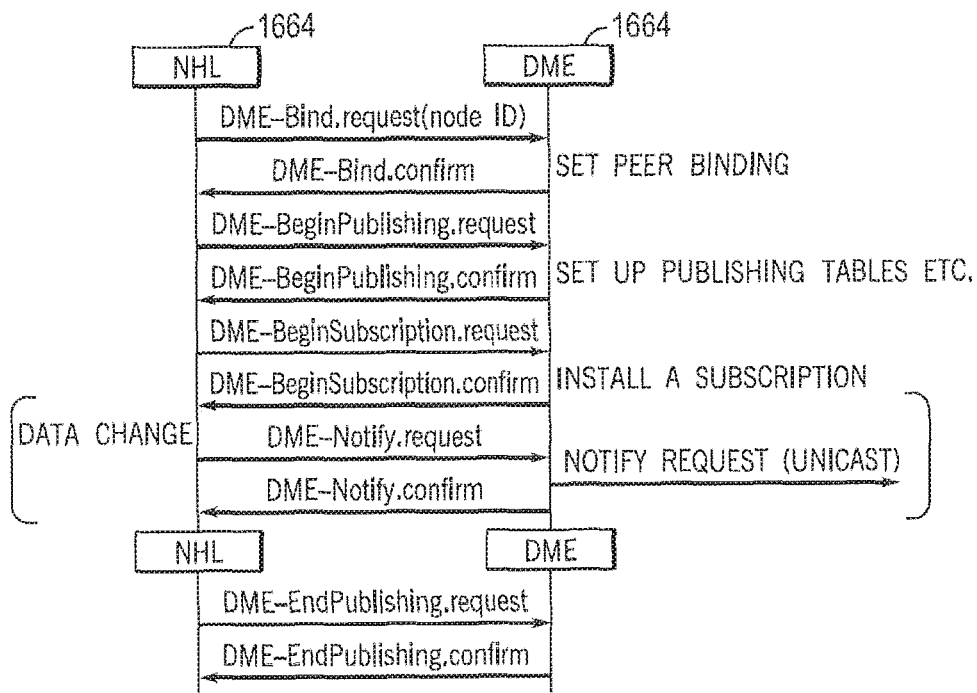 1664 1664
NHL DME
DME–Bind.request(node ID)
DME–Bind.confirm SET PEER BINDING
DME–BeginPublishing.request
DME–BeginPublishing.confirm SET UP PUBLISHING TABLES ETC.
DME–BeginSubscription.request
DME–BeginSubscription.confirm INSTALL A SUBSCRIPTION
DATA CHANGE DME–Notify.request
NOTIFY REQUEST (UNICAST)
DME–Notify.confirm
NHL DME
DME–EndPublishing.request
DME–EndPublishing.confirm